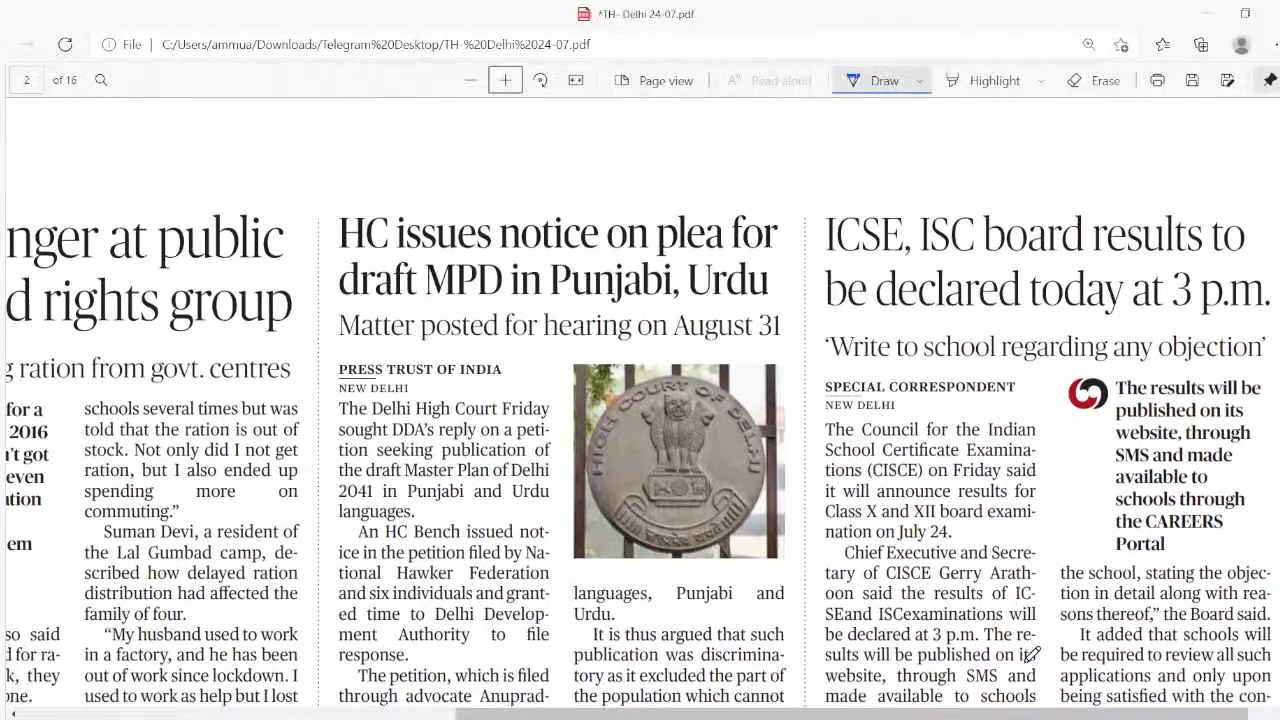 *TH- Delhi 24-07.pdf
File | C:/Users/ammua/Downloads/Telegram%20Desktop/TH-%20Delhi%2024-07.pdf
2 of 16
Page view
Read aloud
Draw
Highlight
Erase
nger at public
d rights group
ration from govt. centres
for a
2016
't got
even
em
so said
d for ra-
k, they
one.
schools several times but was
told that the ration is out of
stock. Not only did I not get
ration, but I also ended up
spending more on
commuting.”
Suman Devi, a resident of
the Lal Gumbad camp, de-
scribed how delayed ration
distribution had affected the
family of four.
“My husband used to work
in a factory, and he has been
out of work since lockdown. I
used to work as help but I lost
HC issues notice on plea for
draft MPD in Punjabi, Urdu
Matter posted for hearing on August 31
PRESS TRUST OF INDIA
NEW DELHI
The Delhi High Court Friday
sought DDA’s reply on a peti-
tion seeking publication of
the draft Master Plan of Delhi
2041 in Punjabi and Urdu
languages.
An HC Bench issued not-
ice in the petition filed by Na-
tional Hawker Federation
and six individuals and grant-
ed time to Delhi Develop-
ment Authority to file
response.
The petition, which is filed
through advocate Anuprad-
HIGH COURT OF DELHI
languages, Punjabi and
Urdu.
It is thus argued that such
publication was discrimina-
tory as it excluded the part of
the population which cannot
ICSE, ISC board results to
be declared today at 3 p.m.
‘Write to school regarding any objection’
SPECIAL CORRESPONDENT
NEW DELHI
The Council for the Indian
School Certificate Examina-
tions (CISCE) on Friday said
it will announce results for
Class X and XII board exami-
nation on July 24.
Chief Executive and Secre-
tary of CISCE Gerry Arath-
oon said the results of IC-
SEand ISCexaminations will
be declared at 3 p.m. The re-
sults will be published on its
website, through SMS and
made available to schools
The results will be
published on its
website, through
SMS and made
available to
schools through
the CAREERS
Portal
the school, stating the objec-
tion in detail along with rea-
sons thereof,” the Board said.
It added that schools will
be required to review all such
applications and only upon
being satisfied with the con-